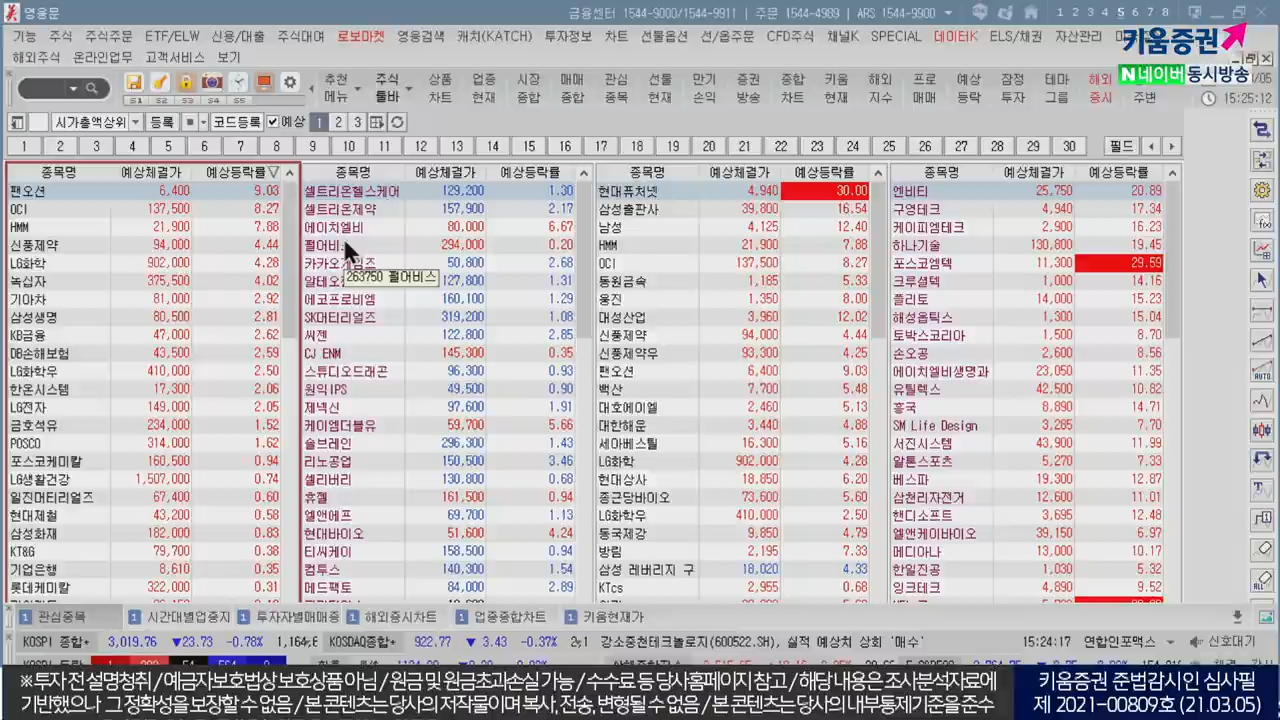 명웅문
금융센터 1544-9000/1544-9911 | 주문 1544-4989 | ARS 1544-9900
1 2 3 4 5 6 7 8
기능 주식 주식주문 ETF/ELW 신용/대출 주식대여 로보마켓 영웅검색 캐치(KATCH) 투자정보 차트 선물옵션 선/옵주문 CFD주식 채널K SPECIAL 데이터K ELS/채권 자산관리
해외주식 온라인업무 고객서비스 보기
키움증권
N네이버 동시방송
추천 메뉴 주식 툴바 상품 차트 업종 현재 시장 종합 매매 종합 관심 종목 선물 현재 만기 손익 증권 방송 종합 차트 키움 현재 해외 지수 프로 매매 예상 등락 잠정 투자 테마 그룹 해외 증시 주변
S1 S2 S3 S4 S5
15:25:12
시가총액상위 등록 코드등록 예상 1 2 3
1 2 3 4 5 6 7 8 9 10 11 12 13 14 15 16 17 18 19 20 21 22 23 24 25 26 27 28 29 30 필드
종목명 예상체결가 예상등락률 종목명 예상체결가 예상등락률 종목명 예상체결가 예상등락률 종목명 예상체결가 예상등락률
팬오션 6,400 9.03 셀트리온헬스케어 129,200 1.30 현대퓨처넷 4,940 30.00 엔비티 25,750 20.89
OCI 137,500 8.27 셀트리온제약 157,900 2.17 삼성출판사 39,800 16.54 구영테크 4,940 17.34
HMM 21,900 7.88 에이치엘비 80,000 6.67 남성 4,125 12.40 케이피엠테크 2,900 16.23
신풍제약 94,000 4.44 펄어비 294,000 0.20 HMM 21,900 7.88 하나기술 130,800 19.45
LG화학 902,000 4.28 카카오게임즈 50,800 2.68 OCI 137,500 8.27 포스코엠텍 11,300 29.59
녹십자 375,500 4.02 알테오 263750 펄어비스 127,800 1.31 동원금속 1,185 5.33 크루셜텍 1,000 14.16
기아차 81,000 2.92 에코프로비엠 160,100 1.29 웅진 1,350 8.00 플리토 14,000 15.23
삼성생명 80,500 2.81 SK머티리얼즈 319,200 1.08 대성산업 3,960 12.02 해성옵틱스 1,300 15.04
KB금융 47,000 2.62 씨젠 122,800 2.85 신풍제약 94,000 4.44 토박스코리아 1,500 8.70
DB손해보험 43,500 2.59 CJ ENM 145,300 0.35 신풍제약우 93,300 4.25 손오공 2,600 8.56
LG화학우 410,000 2.50 스튜디오드래곤 96,300 0.93 팬오션 6,400 9.03 에이치엘비생명과 23,050 11.35
한온시스템 17,300 2.06 원익IPS 49,500 0.90 백산 7,700 5.48 유틸렉스 42,500 10.82
LG전자 149,000 2.05 제넥신 97,600 1.91 대호에이엘 2,460 5.13 흥국 8,890 14.71
금호석유 234,000 1.52 케이엠더블유 59,700 5.66 대한해운 3,440 4.88 SM Life Design 3,285 7.70
POSCO 314,000 1.62 솔브레인 296,300 1.43 세아베스틸 16,300 5.16 서진시스템 43,900 11.99
포스코케미칼 160,500 0.94 리노공업 150,500 3.46 LG화학 902,000 4.28 알톤스포츠 5,270 7.33
LG생활건강 1,507,000 0.74 셀리버리 130,800 0.68 현대상사 18,850 6.20 베스파 19,300 12.87
일진머티리얼즈 67,400 0.60 휴젤 161,500 0.94 종근당바이오 73,600 5.60 삼천리자전거 12,600 11.01
현대제철 43,200 0.58 엘앤에프 69,700 1.13 LG화학우 410,000 2.50 핸디소프트 3,695 12.48
삼성화재 182,000 0.83 현대바이오 51,600 4.24 동국제강 9,850 4.79 엘앤케이바이오 39,150 6.97
KT&G 79,700 0.38 티씨케이 158,500 0.94 방림 2,195 7.33 메디아나 13,000 10.17
기업은행 8,610 0.35 컴투스 140,300 1.54 삼성 레버리지 구 18,020 4.33 한일진공 1,030 5.32
롯데케미칼 322,000 0.31 메드팩토 84,000 2.89 KTcs 2,955 0.68 잉크테크 4,890 9.52
1 관심종목 1 시간대별업종지 1 투자자별매매종 1 해외증시차트 1 업종종합차트 1 키움현재가
KOSPI 종합 3,019.76 ▼23.73 -0.78% KOSDAQ종합 922.77 ▼ 3.43 -0.37% 강소중천테크놀로지(600522.SH), 실적 예상치 상회 '매수' 15:24:17 연합인포맥스 신호대기
※ 투자 전 설명청취 / 예금자보호법상 보호상품 아님 / 원금 및 원금초과손실 가능 / 수수료 등 당사홈페이지 참고 / 해당 내용은 조사분석자료에
기반했으나 그 정확성을 보장할 수 없음 / 본 콘텐츠는 당사의 저작물이며 복사, 전송, 변형될 수 없음 / 본 콘텐츠는 당사의 내부통제기준을 준수
키움증권 준법감시인 심사필
제 2021-00809호 (21.03.05)